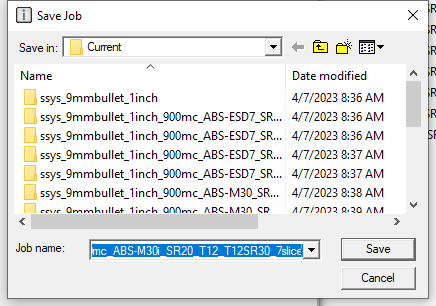 Save Job
Save in: Current
Name Date modified
ssys_9mmbullet_1inch 4/7/2023 8:36 AM
ssys_9mmbullet_1inch_900mc_ABS-ESD7_SR... 4/7/2023 8:36 AM
ssys_9mmbullet_1inch_900mc_ABS-ESD7_SR... 4/7/2023 8:36 AM
ssys_9mmbullet_1inch_900mc_ABS-ESD7_SR... 4/7/2023 8:37 AM
ssys_9mmbullet_1inch_900mc_ABS-ESD7_SR... 4/7/2023 8:37 AM
ssys_9mmbullet_1inch_900mc_ABS-M30_SR... 4/7/2023 8:38 AM
ssys_9mmbullet_1inch_900mc_ABS-M30_SR... 4/7/2023 8:39 AM
Job name: mc_ABS-M30i_SR20_T12_T12SR30_7slice
Save
Cancel